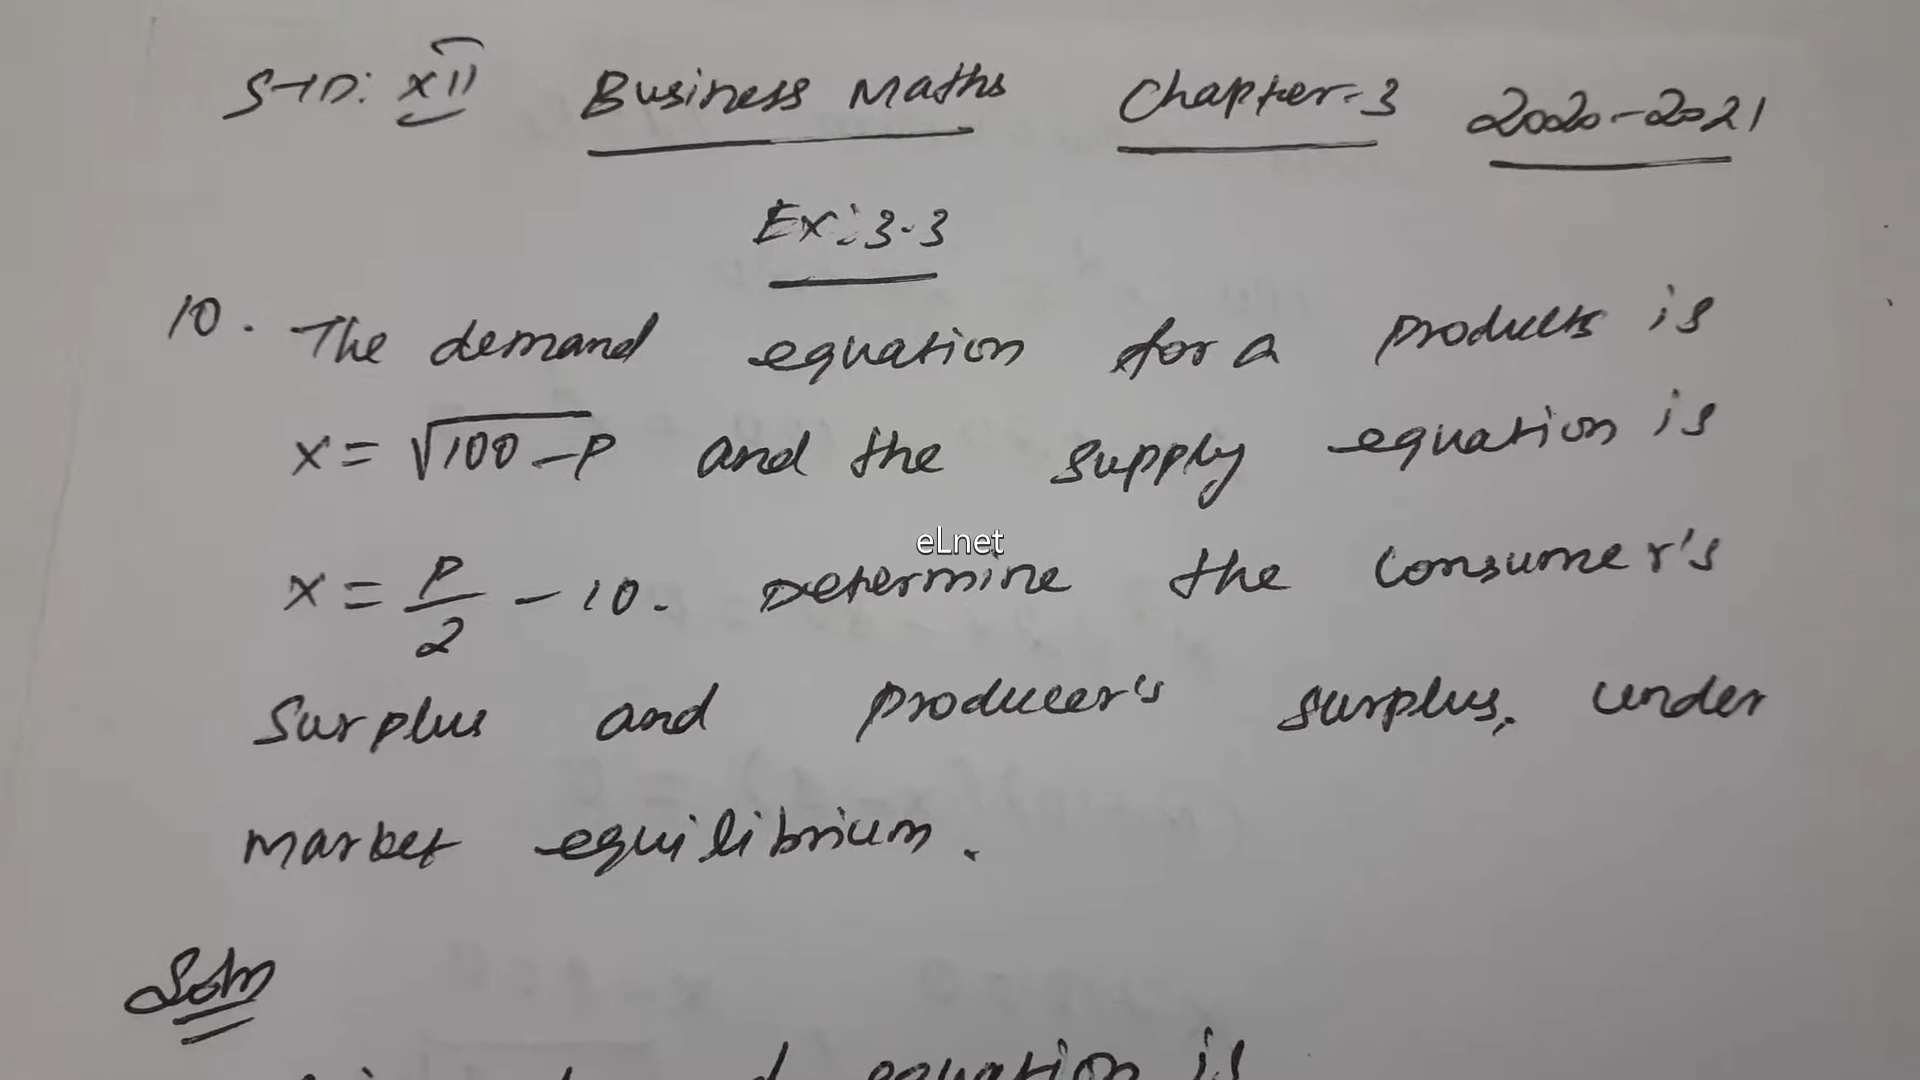 STD: XII Business Maths Chapter-3 2020-2021
Ex: 3.3
10. The demand equation for a products is
x = √100-P and the supply equation is
eLnet
x = P/2 - 10. Determine the consumer's
surplus and producer's surplus, under
market equilibrium.
Soln
equation is